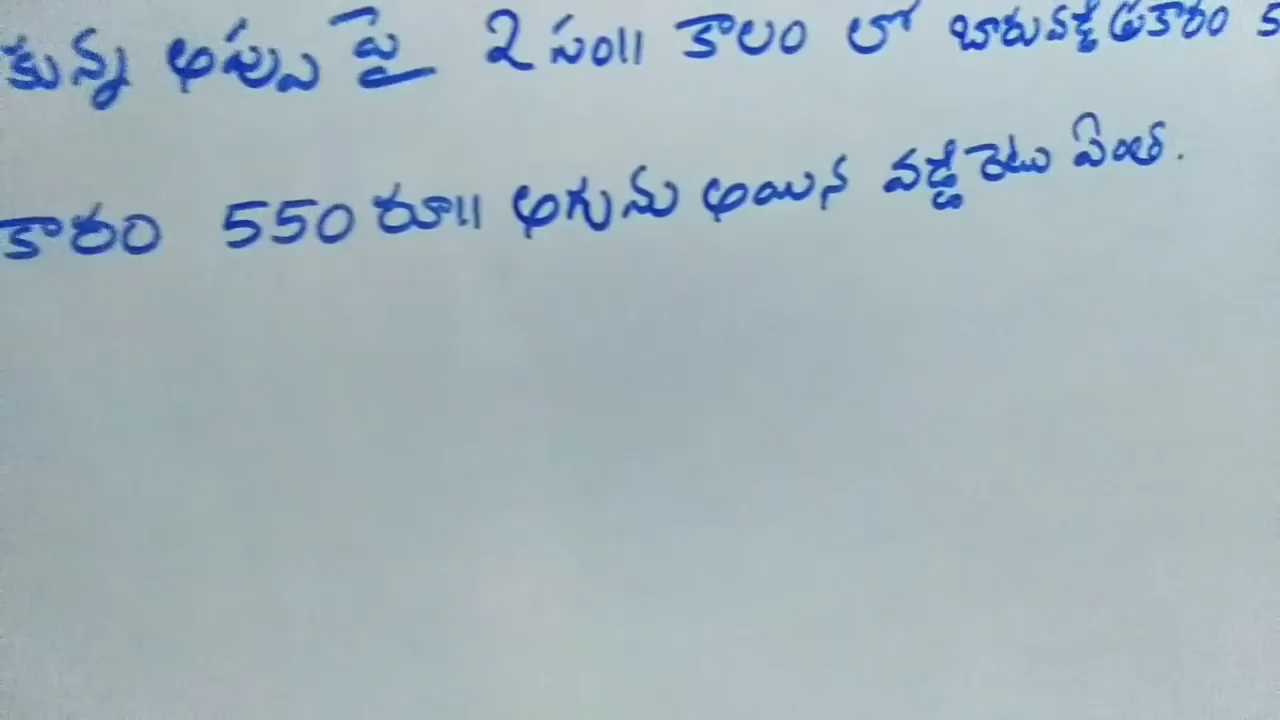 కున్న అప్పు పై 2 సం॥ కాలం లో బారువడ్డీ ప్రకారం
కారం 550 రూ॥ అగును అయిన వడ్డీ రేటు ఏంత.